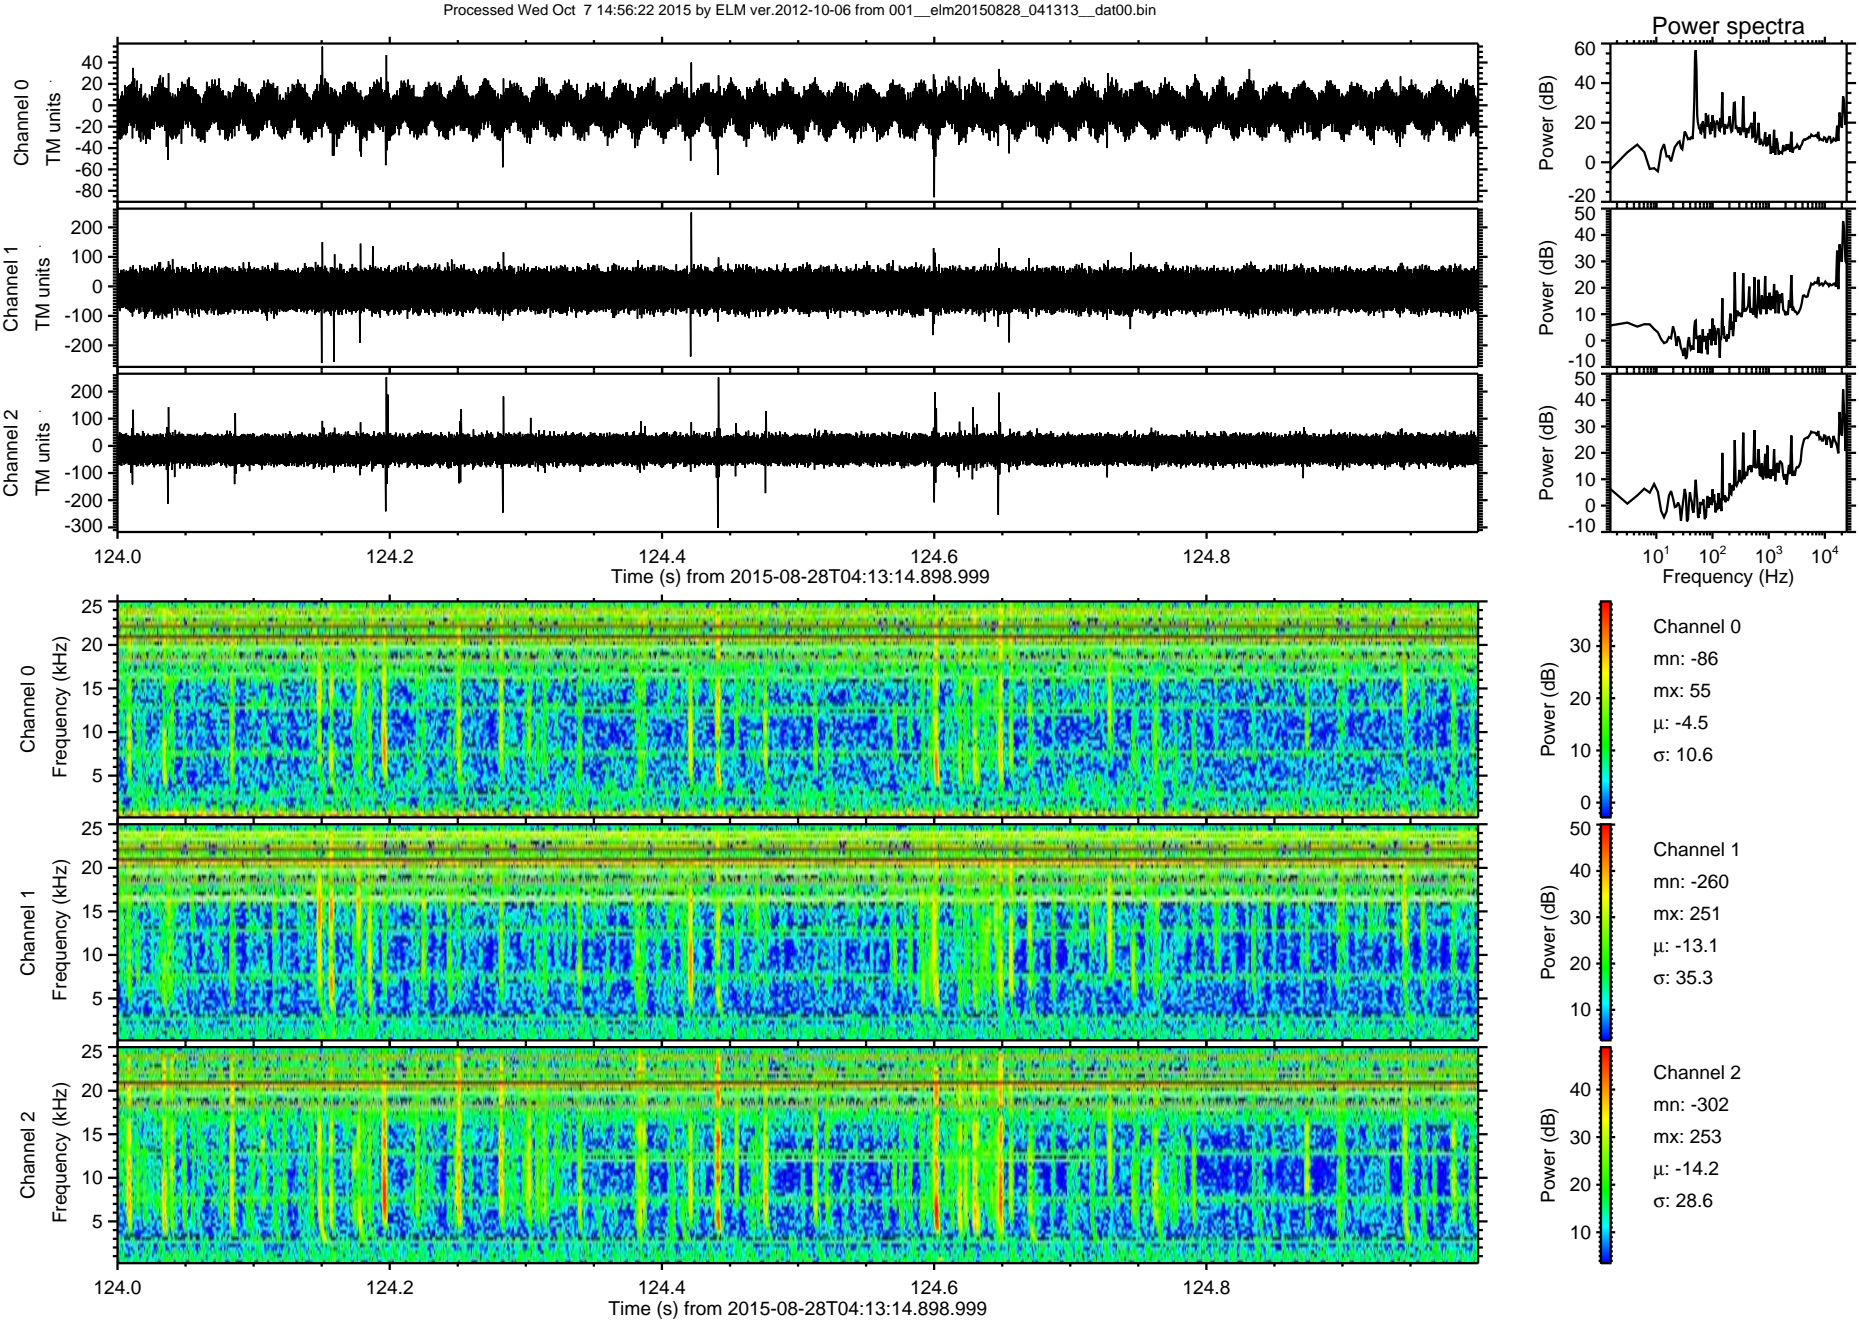 Processed Wed Oct 7 14:56:22 2015 by ELM ver.2012-10-06 from 001__elm20150828_041313__dat00.bin
Power spectra
Channel 0
TM units
40
20
0
-20
-40
-60
-80
Power (dB)
60
40
20
0
-20
Channel 1
TM units
200
100
0
-100
-200
Power (dB)
50
40
30
20
10
0
-10
Channel 2
TM units
200
100
0
-100
-200
-300
Power (dB)
50
40
30
20
10
0
-10
124.0 124.2 124.4 124.6 124.8
Time (s) from 2015-08-28T04:13:14.898.999
10^1 10^2 10^3 10^4
Frequency (Hz)
Channel 0
Frequency (kHz)
25
20
15
10
5
Power (dB)
30
20
10
0
Channel 0
mn: -86
mx: 55
μ: -4.5
σ: 10.6
Channel 1
Frequency (kHz)
25
20
15
10
5
Power (dB)
50
40
30
20
10
Channel 1
mn: -260
mx: 251
μ: -13.1
σ: 35.3
Channel 2
Frequency (kHz)
25
20
15
10
5
Power (dB)
40
30
20
10
Channel 2
mn: -302
mx: 253
μ: -14.2
σ: 28.6
124.0 124.2 124.4 124.6 124.8
Time (s) from 2015-08-28T04:13:14.898.999